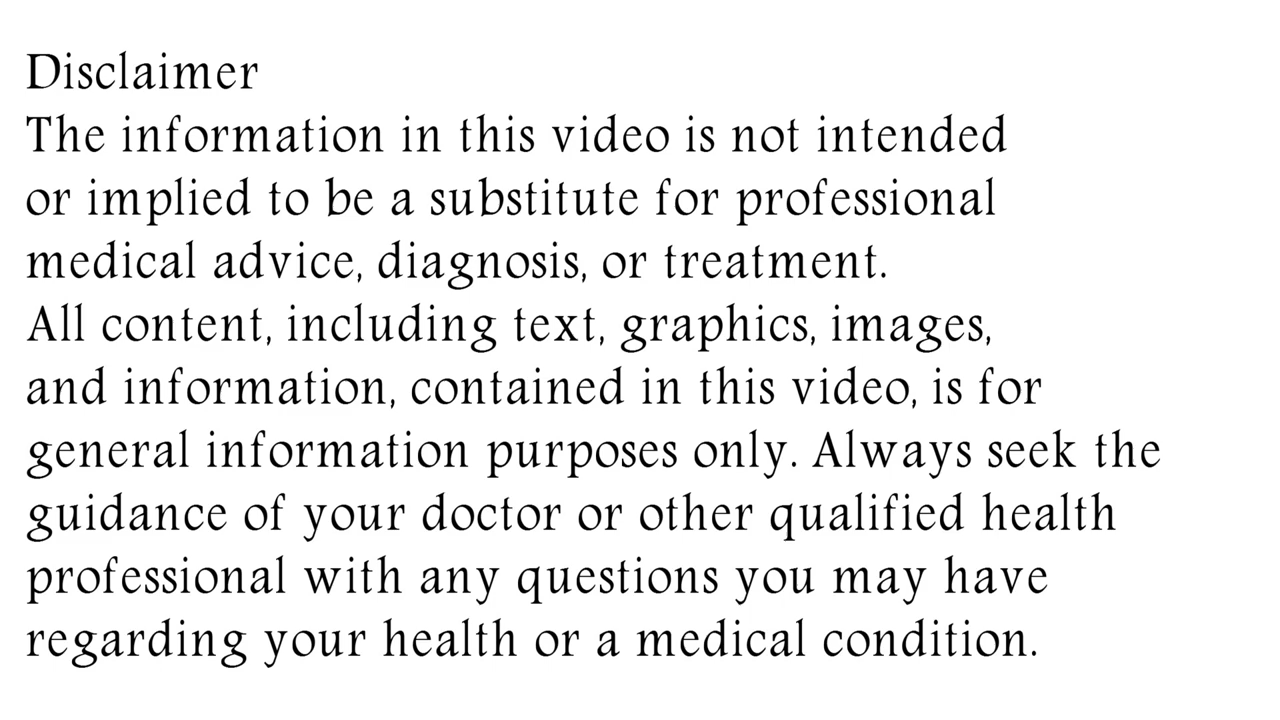 Disclaimer
The information in this video is not intended
or implied to be a substitute for professional
medical advice, diagnosis, or treatment.
All content, including text, graphics, images,
and information, contained in this video, is for
general information purposes only. Always seek the
guidance of your doctor or other qualified health
professional with any questions you may have
regarding your health or a medical condition.